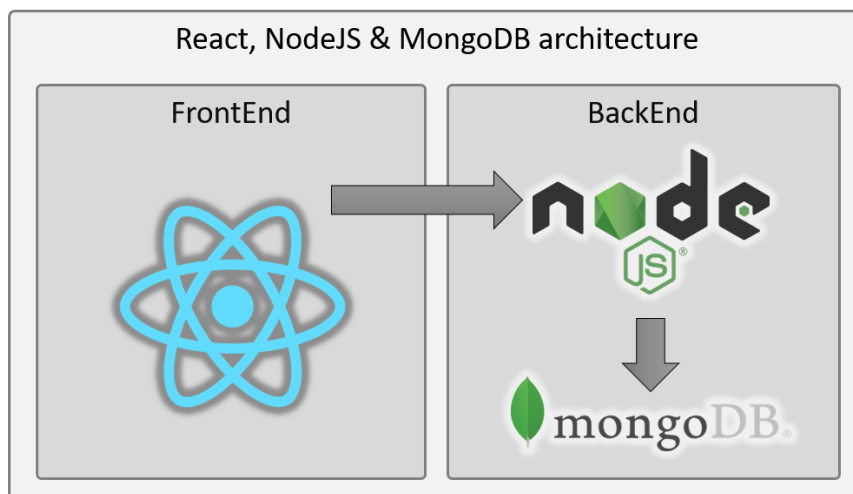 React, NodeJS & MongoDB architecture
FrontEnd
BackEnd
node
JS®
mongoDB®